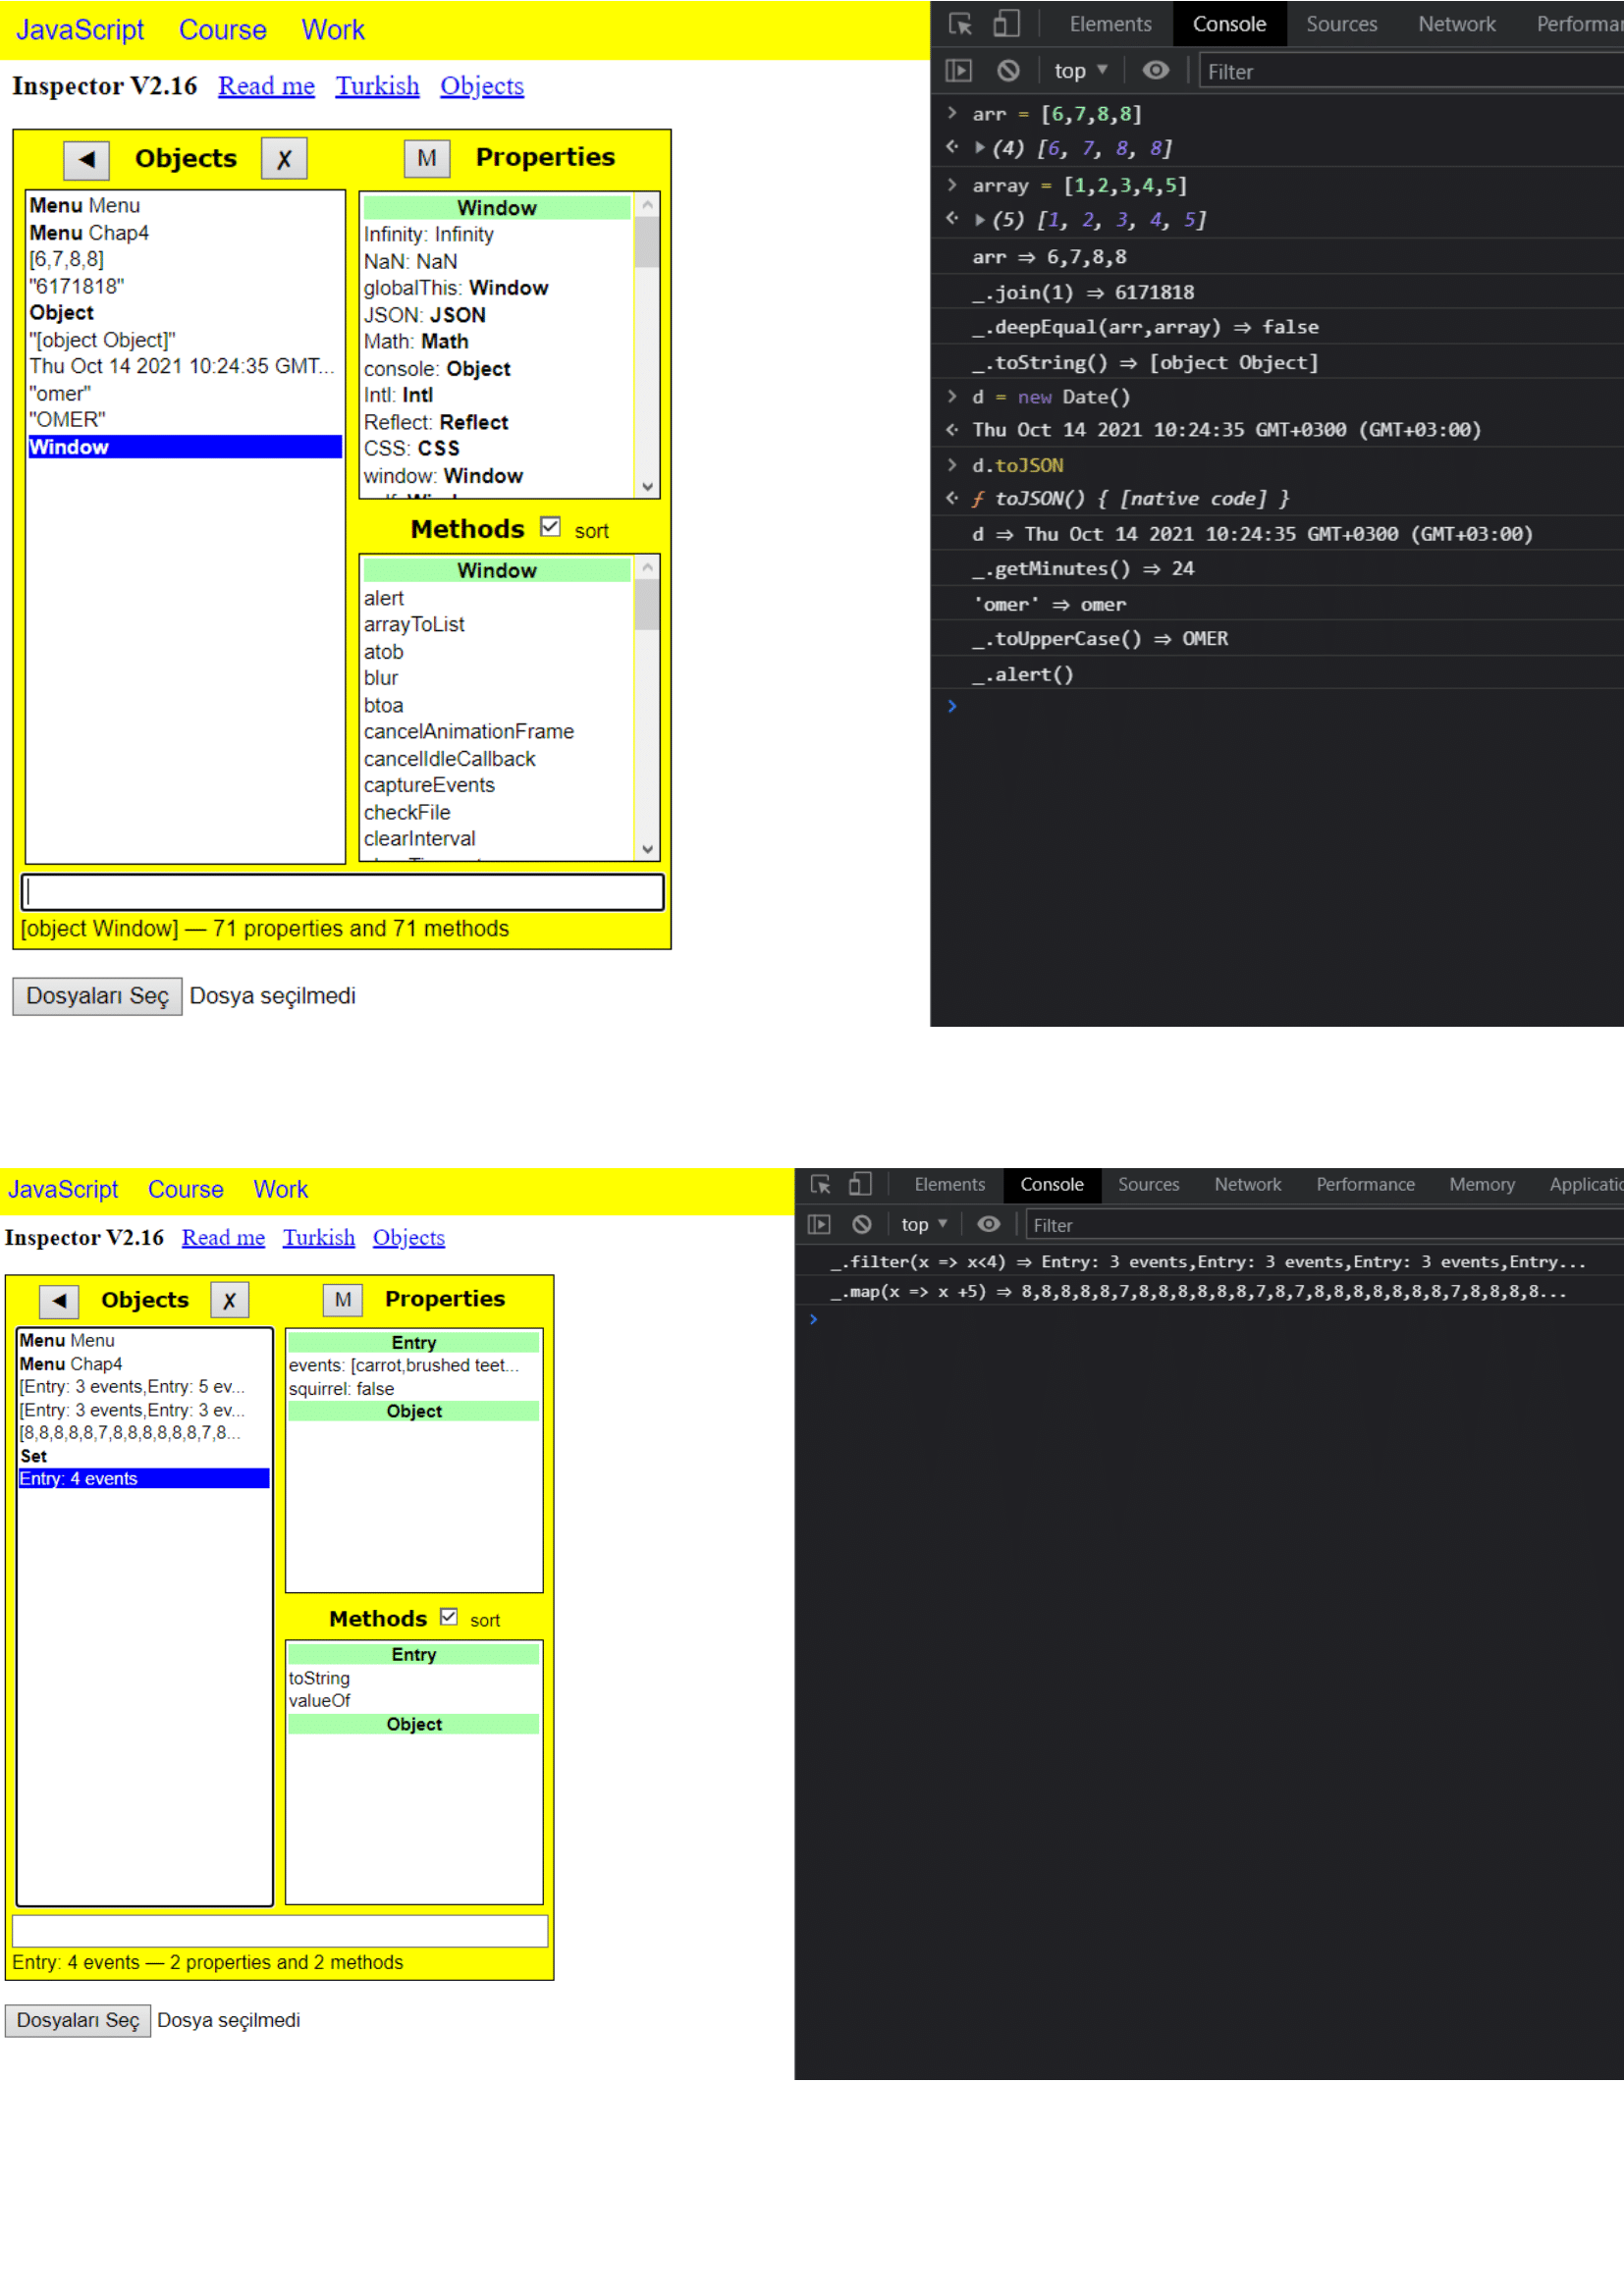 JavaScript Course Work
Inspector V2.16 Read me Turkish Objects
◄ Objects ✗
Menu Menu
Menu Chap4
[6,7,8,8]
"6171818"
Object
"[object Object]"
Thu Oct 14 2021 10:24:35 GMT...
"omer"
"OMER"
Window
M Properties
Window
Infinity: Infinity
NaN: NaN
globalThis: Window
JSON: JSON
Math: Math
console: Object
Intl: Intl
Reflect: Reflect
CSS: CSS
window: Window
Methods sort
Window
alert
arrayToList
atob
blur
btoa
cancelAnimationFrame
cancelIdleCallback
captureEvents
checkFile
clearInterval
[object Window] — 71 properties and 71 methods
Dosyaları Seç Dosya seçilmedi
Elements Console Sources Network Performar
top ▼ Filter
> arr = [6,7,8,8]
(4) [6, 7, 8, 8]
> array = [1,2,3,4,5]
(5) [1, 2, 3, 4, 5]
arr ⇒ 6,7,8,8
_.join(1) ⇒ 6171818
_.deepEqual(arr,array) ⇒ false
_.toString() ⇒ [object Object]
> d = new Date()
Thu Oct 14 2021 10:24:35 GMT+0300 (GMT+03:00)
> d.toJSON
ƒ toJSON() { [native code] }
d ⇒ Thu Oct 14 2021 10:24:35 GMT+0300 (GMT+03:00)
_.getMinutes() ⇒ 24
'omer' ⇒ omer
_.toUpperCase() ⇒ OMER
_.alert()
>
JavaScript Course Work
Inspector V2.16 Read me Turkish Objects
◄ Objects ✗
Menu Menu
Menu Chap4
[Entry: 3 events,Entry: 5 ev...
[Entry: 3 events,Entry: 3 ev...
[8,8,8,8,8,7,8,8,8,8,8,8,7,8...
Set
Entry: 4 events
M Properties
Entry
events: [carrot,brushed teet...
squirrel: false
Object
Methods sort
Entry
toString
valueOf
Object
Entry: 4 events — 2 properties and 2 methods
Dosyaları Seç Dosya seçilmedi
Elements Console Sources Network Performance Memory Applicatio
top ▼ Filter
_.filter(x => x<4) ⇒ Entry: 3 events,Entry: 3 events,Entry: 3 events,Entry...
_.map(x => x +5) ⇒ 8,8,8,8,8,7,8,8,8,8,8,8,7,8,7,8,8,8,8,8,8,8,7,8,8,8,8...
>